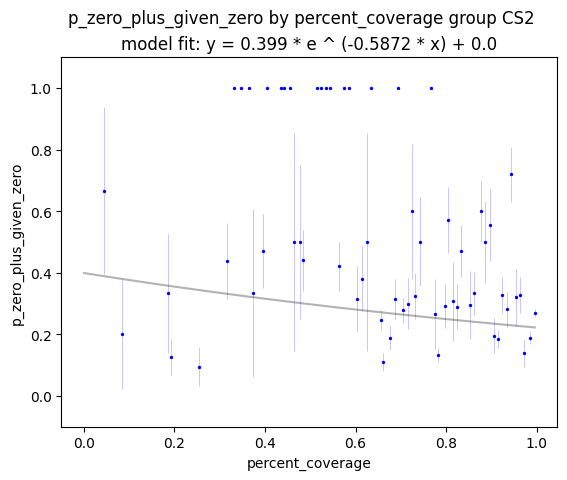 p_zero_plus_given_zero by percent_coverage group CS2
model fit: y = 0.399 * e ^ (-0.5872 * x) + 0.0
p_zero_plus_given_zero
1.0
0.8
0.6
0.4
0.2
0.0
0.0 0.2 0.4 0.6 0.8 1.0
percent_coverage